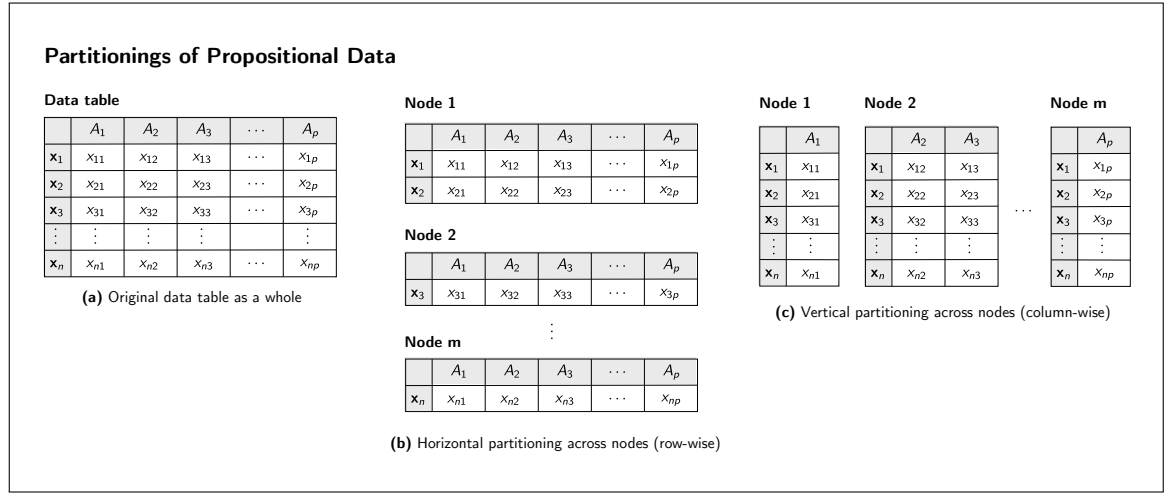 Partitionings of Propositional Data
Data table
A₁ A₂ A₃ ⋯ Aₚ
x₁ x₁₁ x₁₂ x₁₃ ⋯ x₁ₚ
x₂ x₂₁ x₂₂ x₂₃ ⋯ x₂ₚ
x₃ x₃₁ x₃₂ x₃₃ ⋯ x₃ₚ
⋮ ⋮ ⋮ ⋮ ⋮
xₙ xₙ₁ xₙ₂ xₙ₃ ⋯ xₙₚ
(a) Original data table as a whole
Node 1
A₁ A₂ A₃ ⋯ Aₚ
x₁ x₁₁ x₁₂ x₁₃ ⋯ x₁ₚ
x₂ x₂₁ x₂₂ x₂₃ ⋯ x₂ₚ
Node 2
A₁ A₂ A₃ ⋯ Aₚ
x₃ x₃₁ x₃₂ x₃₃ ⋯ x₃ₚ
⋮
Node m
A₁ A₂ A₃ ⋯ Aₚ
xₙ xₙ₁ xₙ₂ xₙ₃ ⋯ xₙₚ
(b) Horizontal partitioning across nodes (row-wise)
Node 1
A₁
x₁ x₁₁
x₂ x₂₁
x₃ x₃₁
⋮ ⋮
xₙ xₙ₁
Node 2
A₂ A₃
x₁ x₁₂ x₁₃
x₂ x₂₂ x₂₃
x₃ x₃₂ x₃₃
⋮ ⋮ ⋮
xₙ xₙ₂ xₙ₃
⋯
Node m
Aₚ
x₁ x₁ₚ
x₂ x₂ₚ
x₃ x₃ₚ
⋮ ⋮
xₙ xₙₚ
(c) Vertical partitioning across nodes (column-wise)